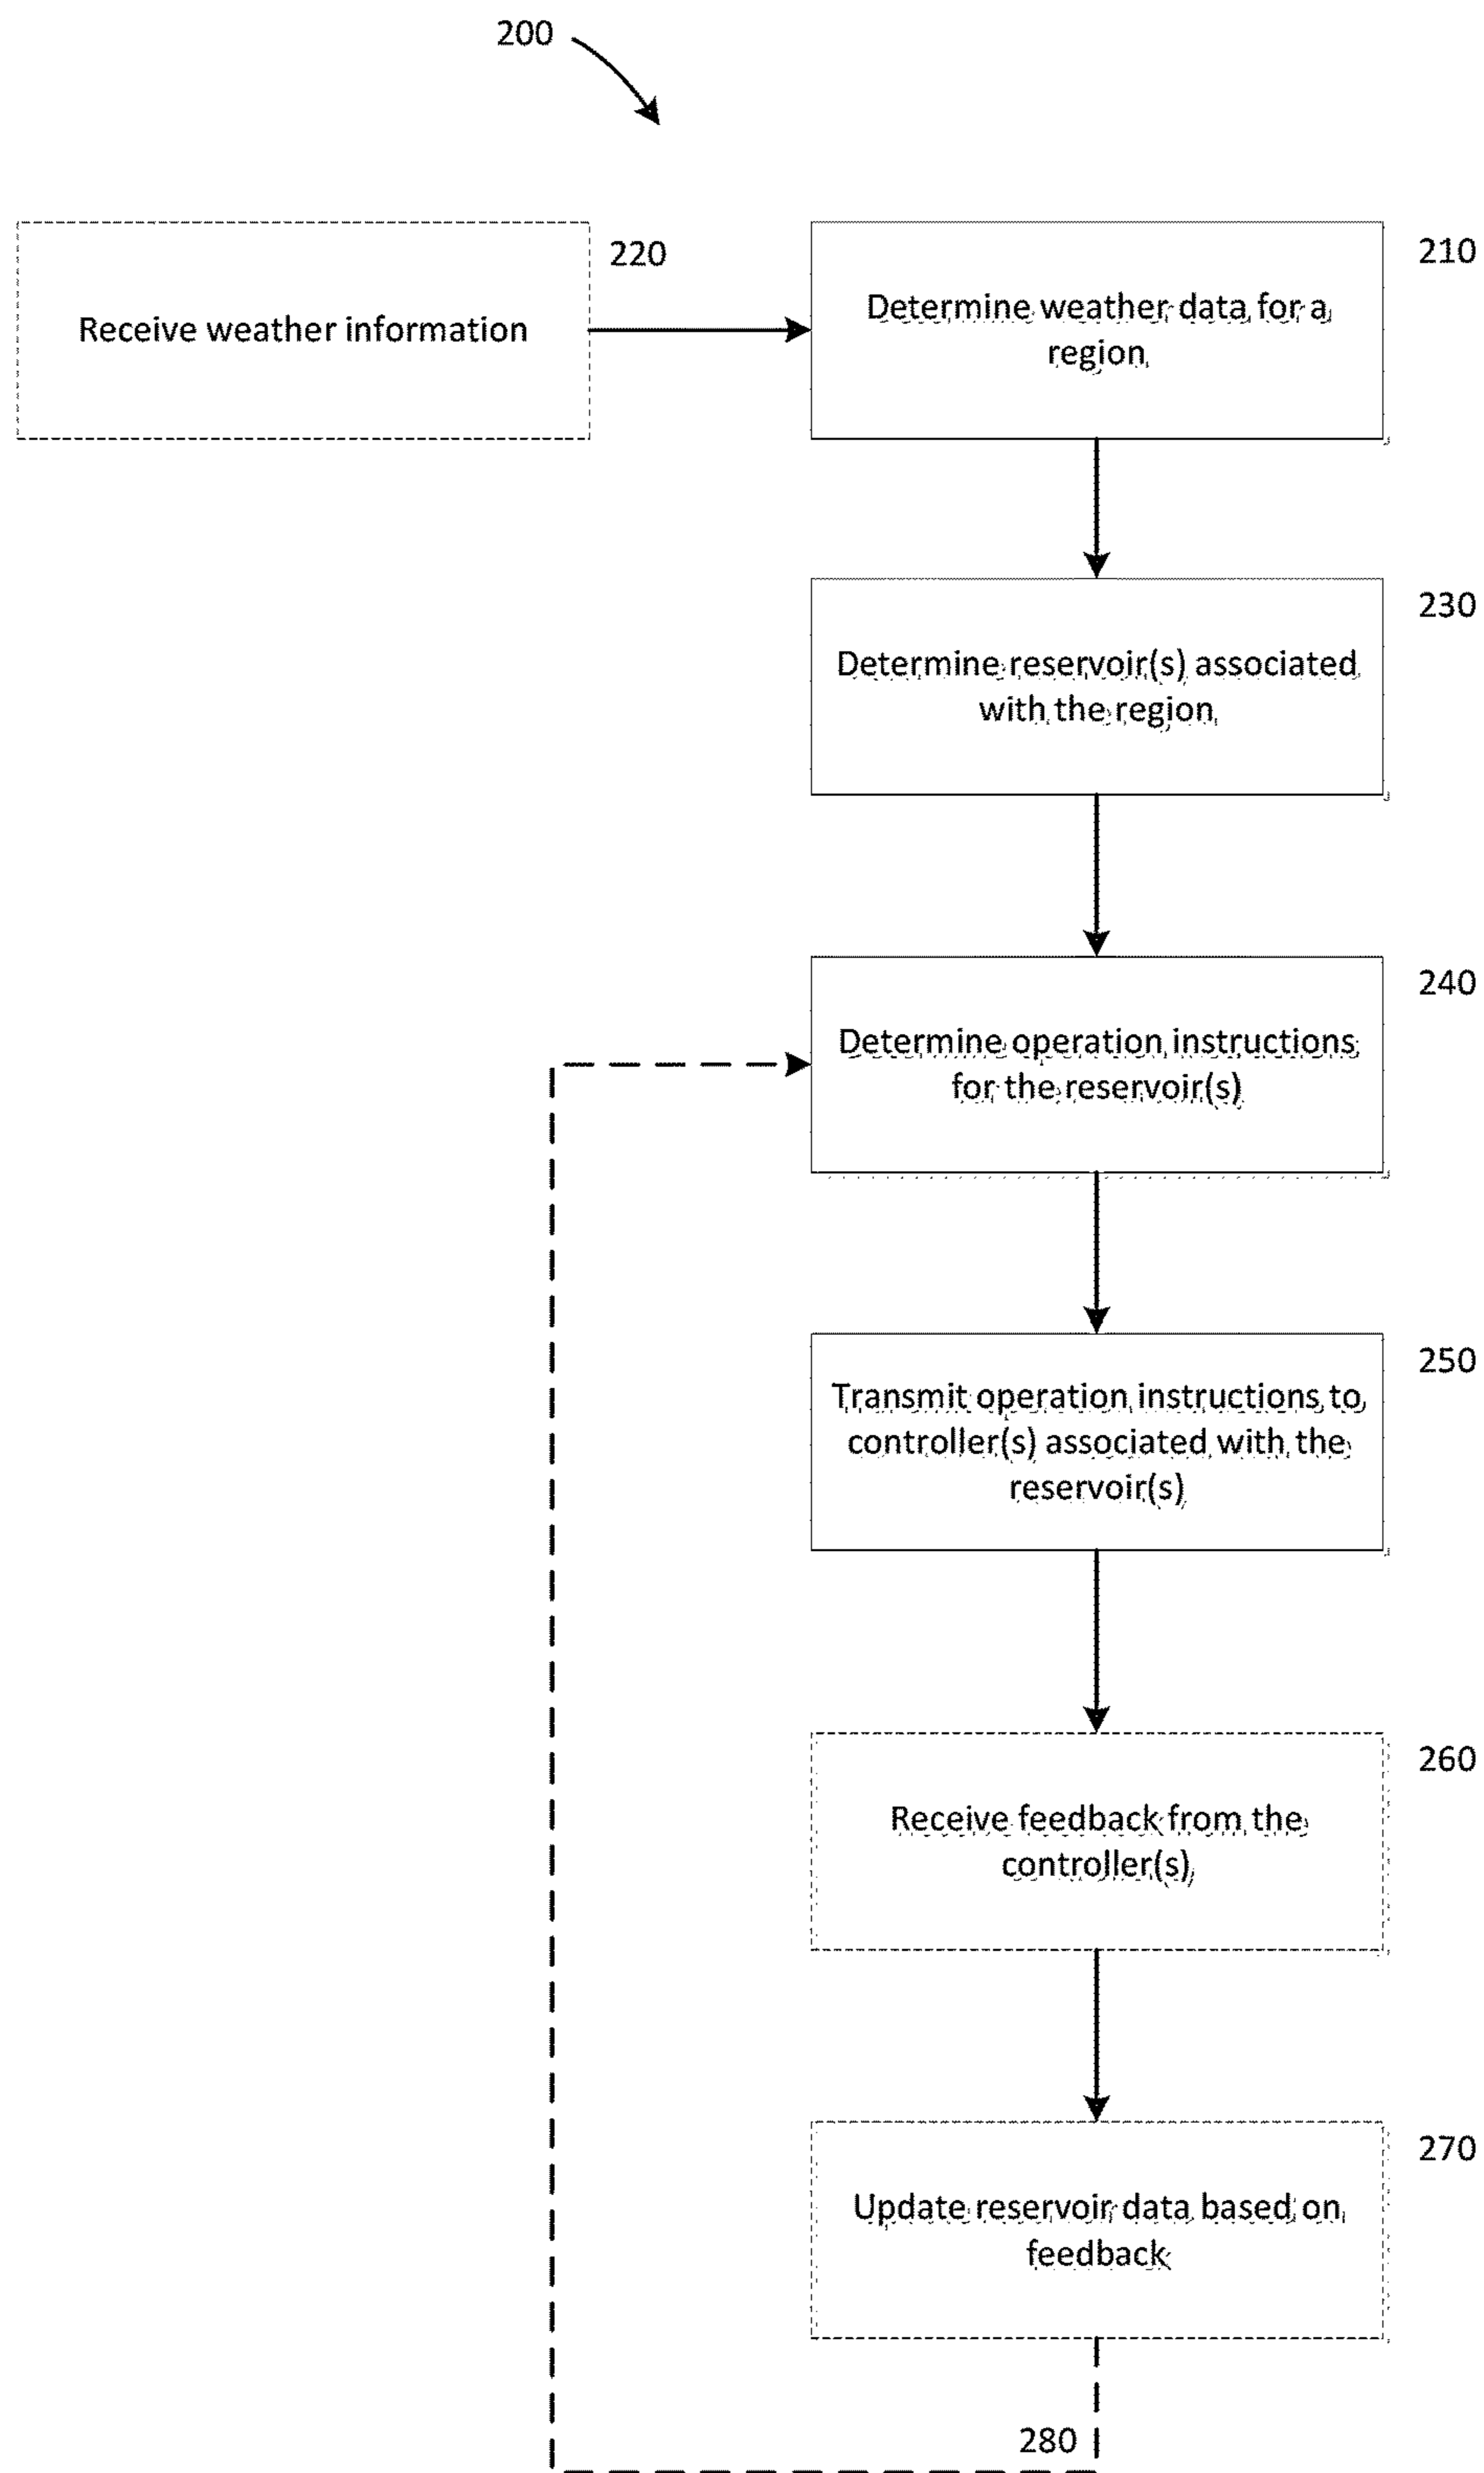 200
220
Receive weather information
210
Determine weather data for a
region
230
Determine reservoir(s) associated
with the region
240
Determine operation instructions
for the reservoir(s)
250
Transmit operation instructions to
controller(s) associated with the
reservoir(s)
260
Receive feedback from the
controller(s)
270
Update reservoir data based on
feedback
280